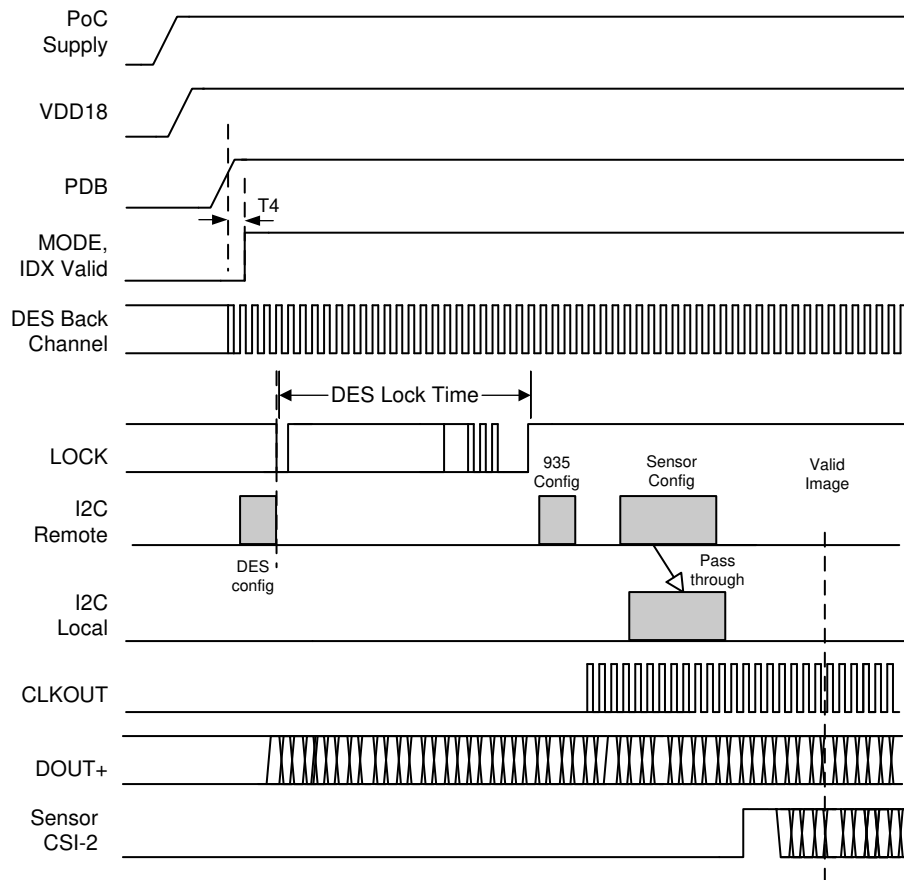 PoC
Supply
VDD18
PDB
T4
MODE,
IDX Valid
DES Back
Channel
DES Lock Time
LOCK
935
Config
Sensor
Config
Valid
Image
I2C
Remote
DES
config
Pass
through
I2C
Local
CLKOUT
DOUT+
Sensor
CSI-2